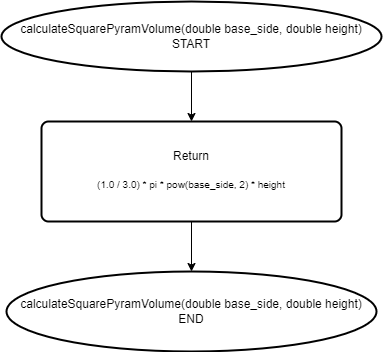 calculateSquarePyramVolume(double base_side, double height)
START
Return
(1.0 / 3.0) * pi * pow(base_side, 2) * height
calculateSquarePyramVolume(double base_side, double height)
END